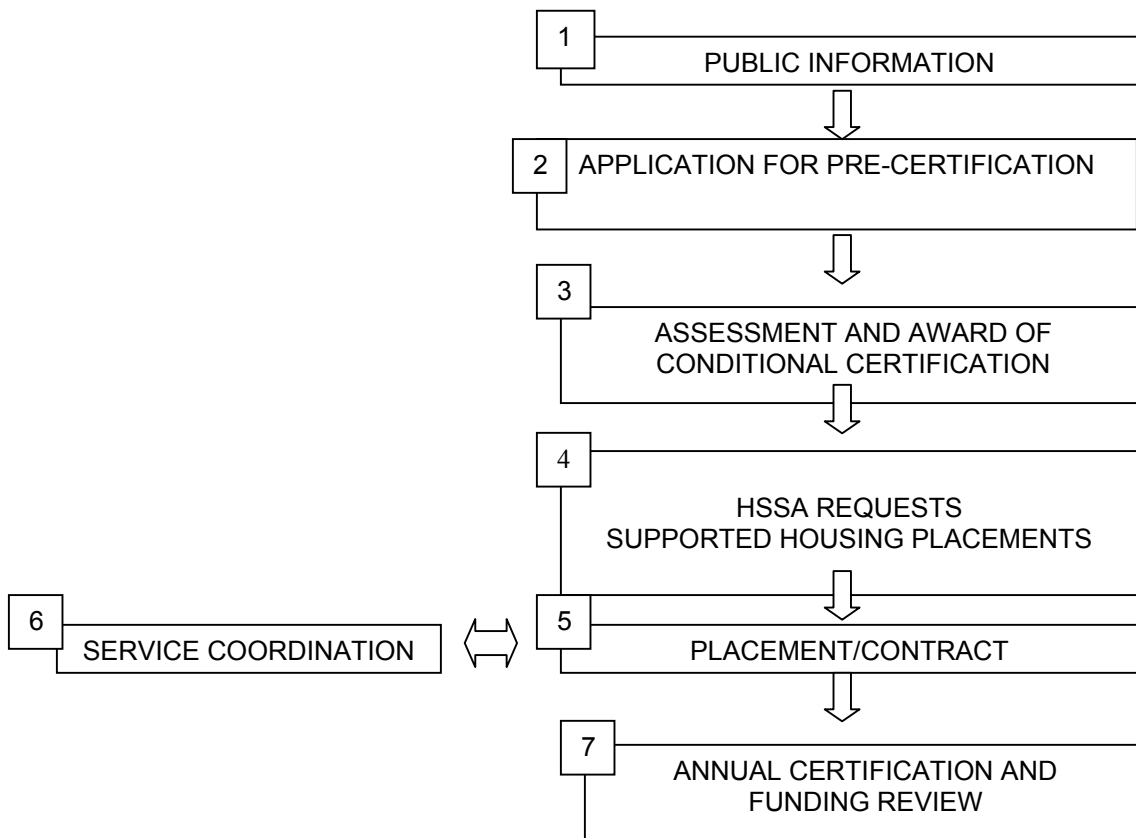 1
PUBLIC INFORMATION
2
APPLICATION FOR PRE-CERTIFICATION
3
ASSESSMENT AND AWARD OF
CONDITIONAL CERTIFICATION
4
HSSA REQUESTS
SUPPORTED HOUSING PLACEMENTS
5
PLACEMENT/CONTRACT
6
SERVICE COORDINATION
7
ANNUAL CERTIFICATION AND
FUNDING REVIEW